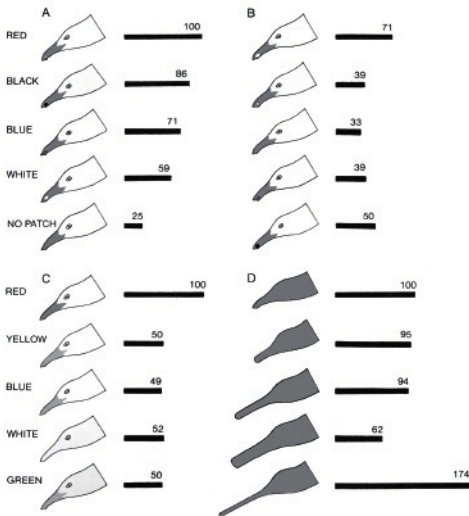 A B
RED 100 71
BLACK 86 39
BLUE 71 33
WHITE 59 39
NO PATCH 25 50
C D
RED 100 100
YELLOW 50 95
BLUE 49 94
WHITE 52 62
GREEN 50 174